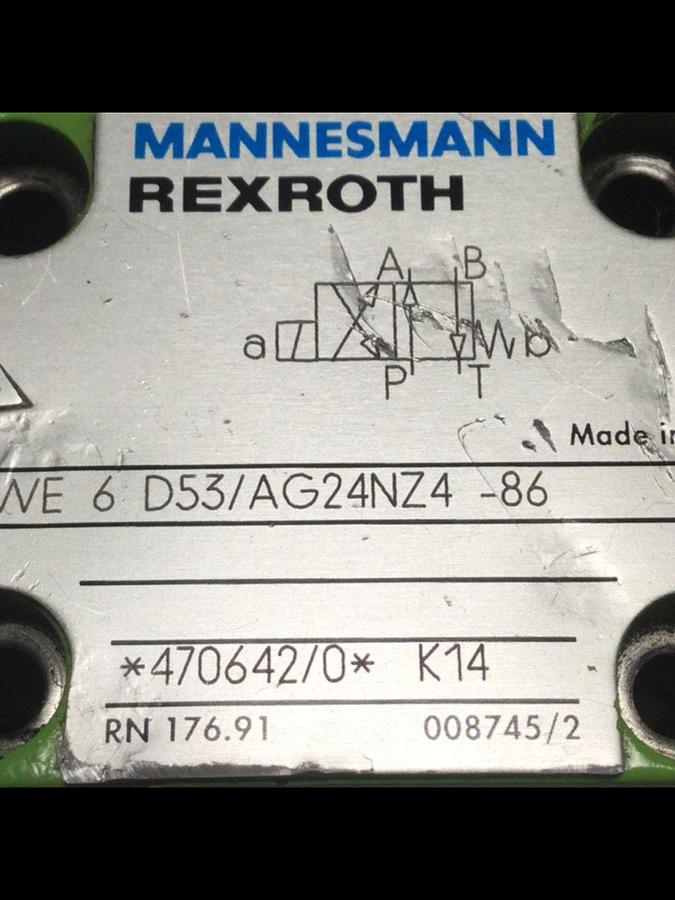 MANNESMANN
REXROTH
A B
a b
P T
Made in
WE 6 D53/AG24NZ4 -86
*470642/0* K14
RN 176.91 008745/2